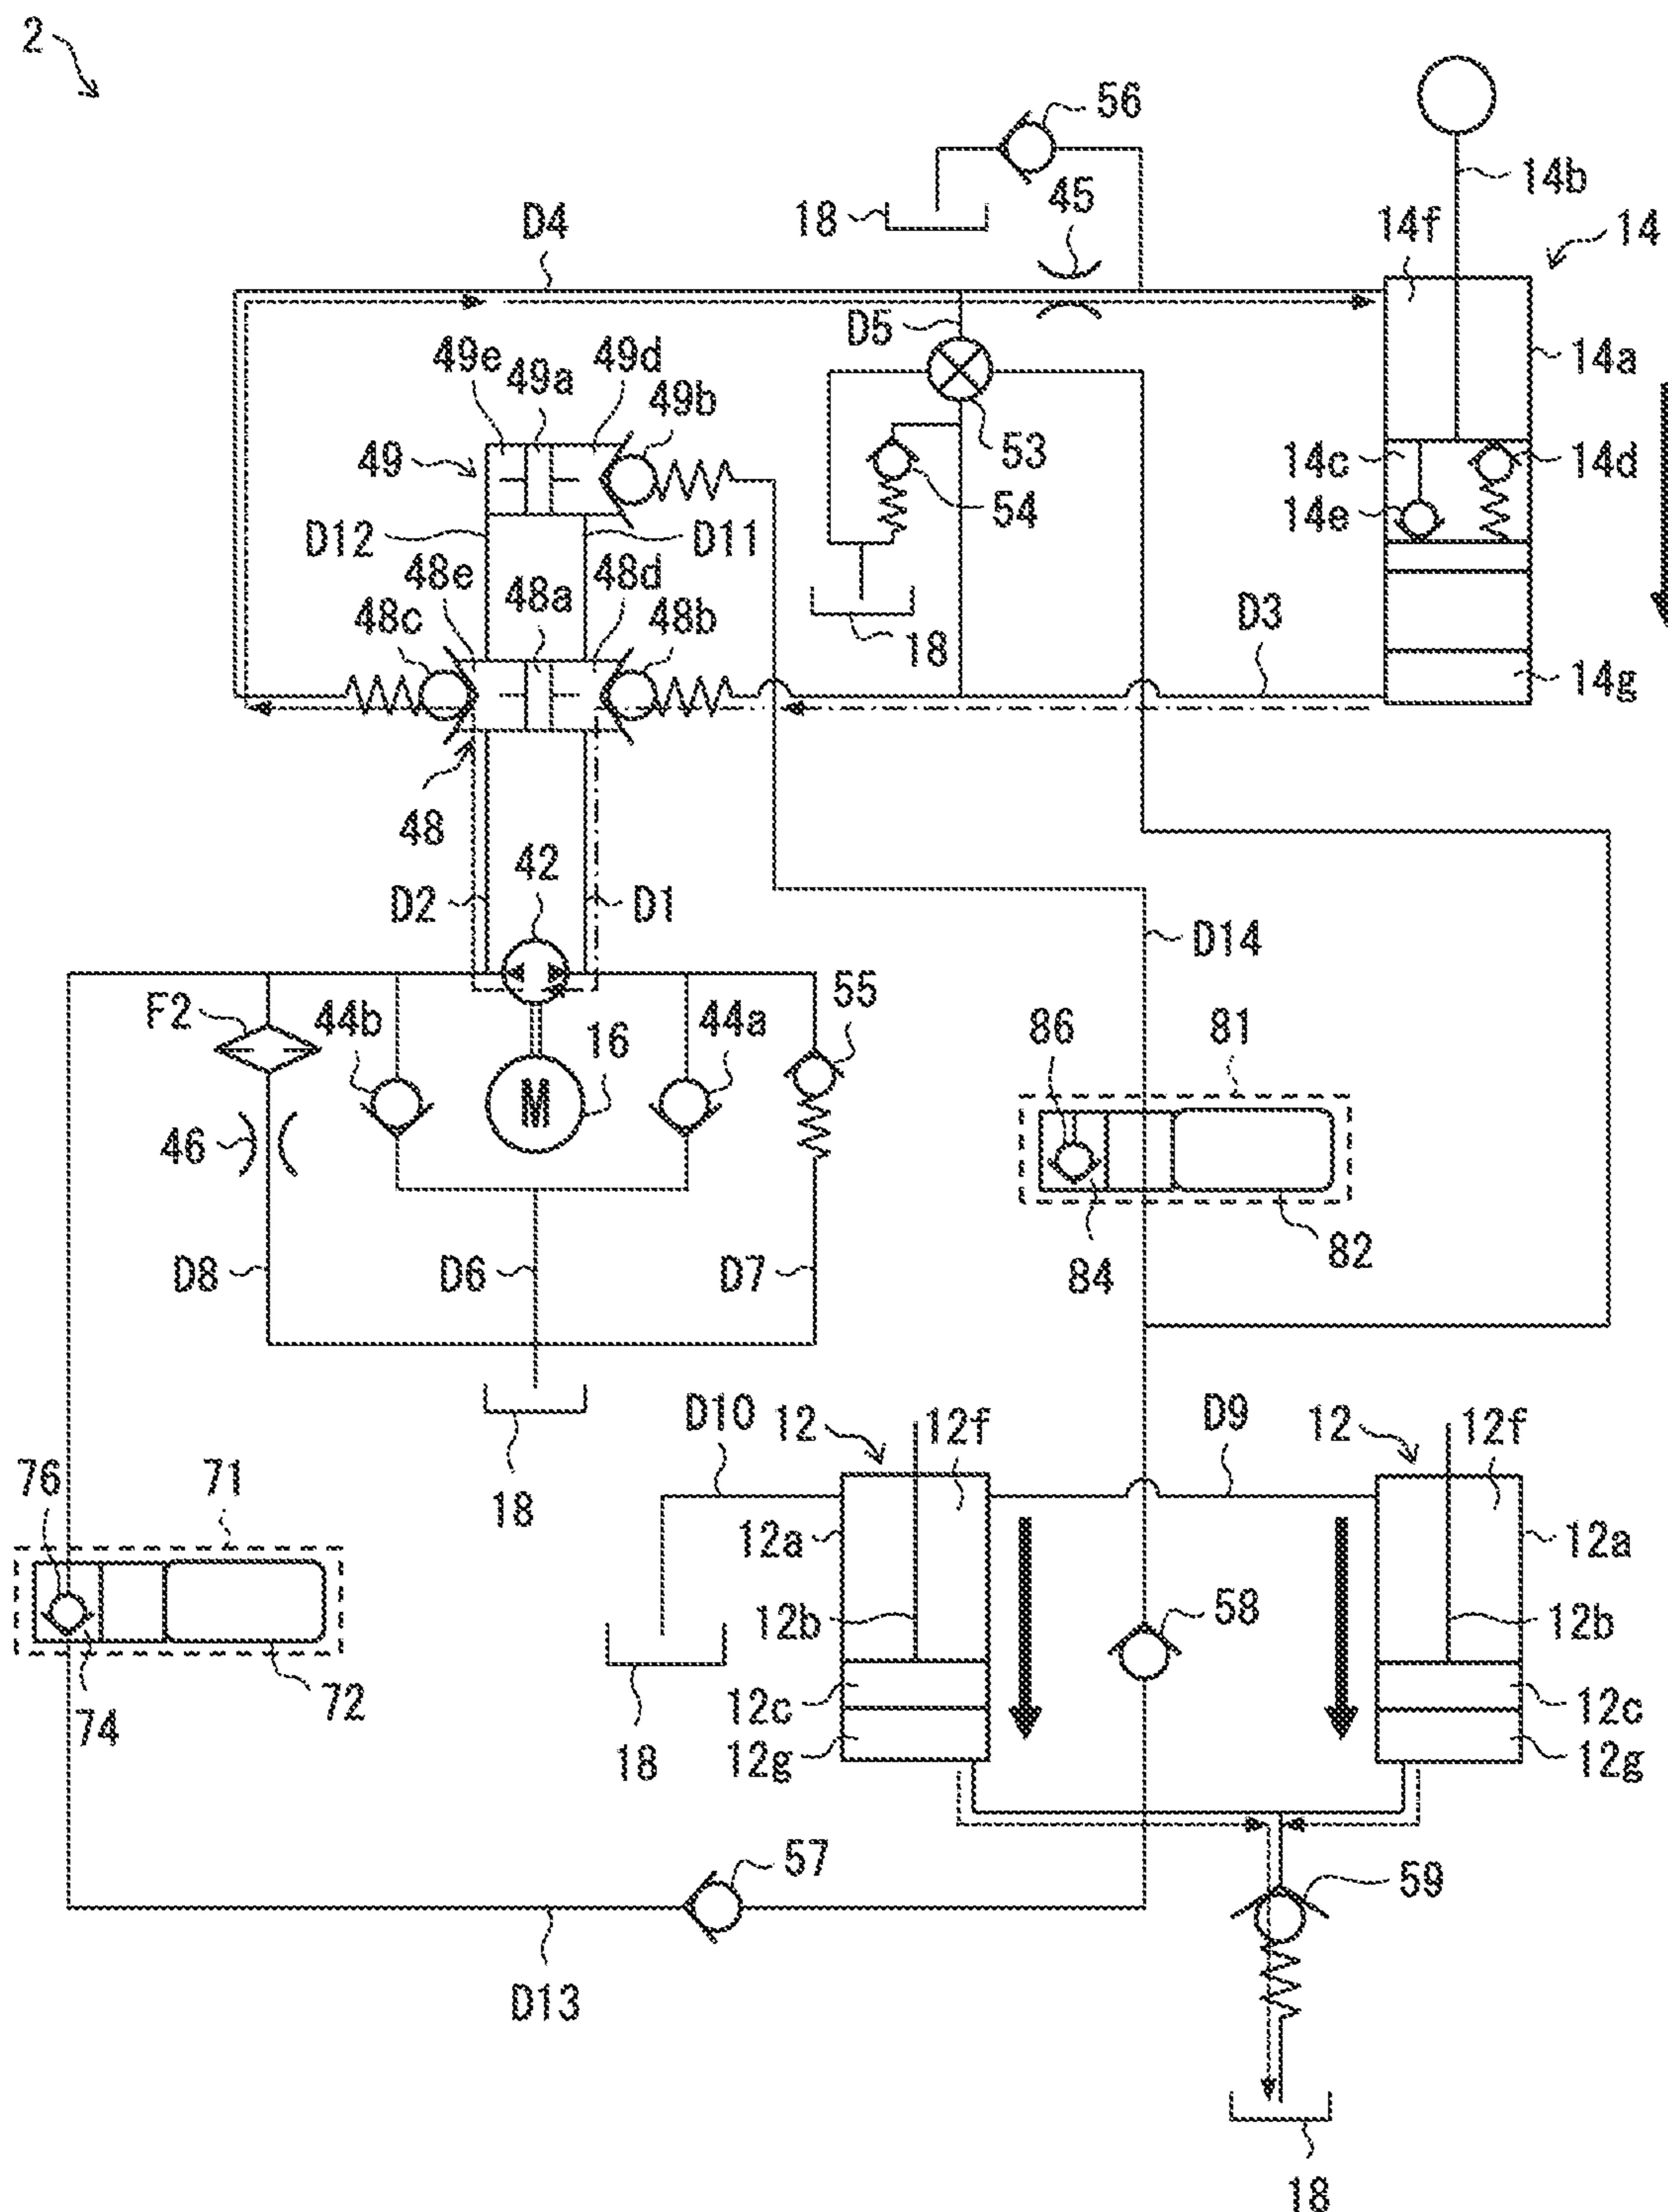 2
56
14b
18
45
14f
14
D4
D5
49e
49a
49d
49b
14a
49
53
14c
14d
54
14e
D12
D11
48e
48a
48d
48c
48b
18
D3
14g
48
42
D2
D1
D14
F2
44b
16
44a
55
86
81
46
D8
D6
D7
84
82
D10
12
12f
D9
12
12f
76
71
18
12a
12a
12b
58
12b
74
72
12c
12c
18
12g
12g
57
59
D13
18
M